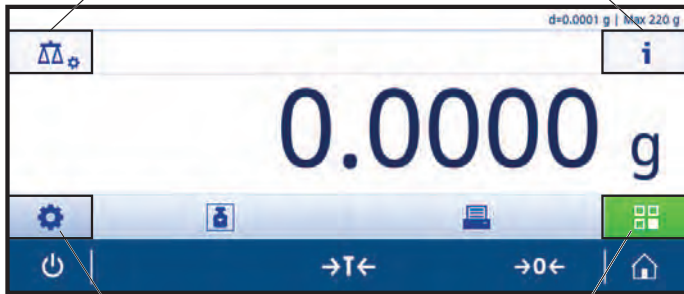 d=0.0001 g | Max 220 g
i
0.0000 g
→T← →0←